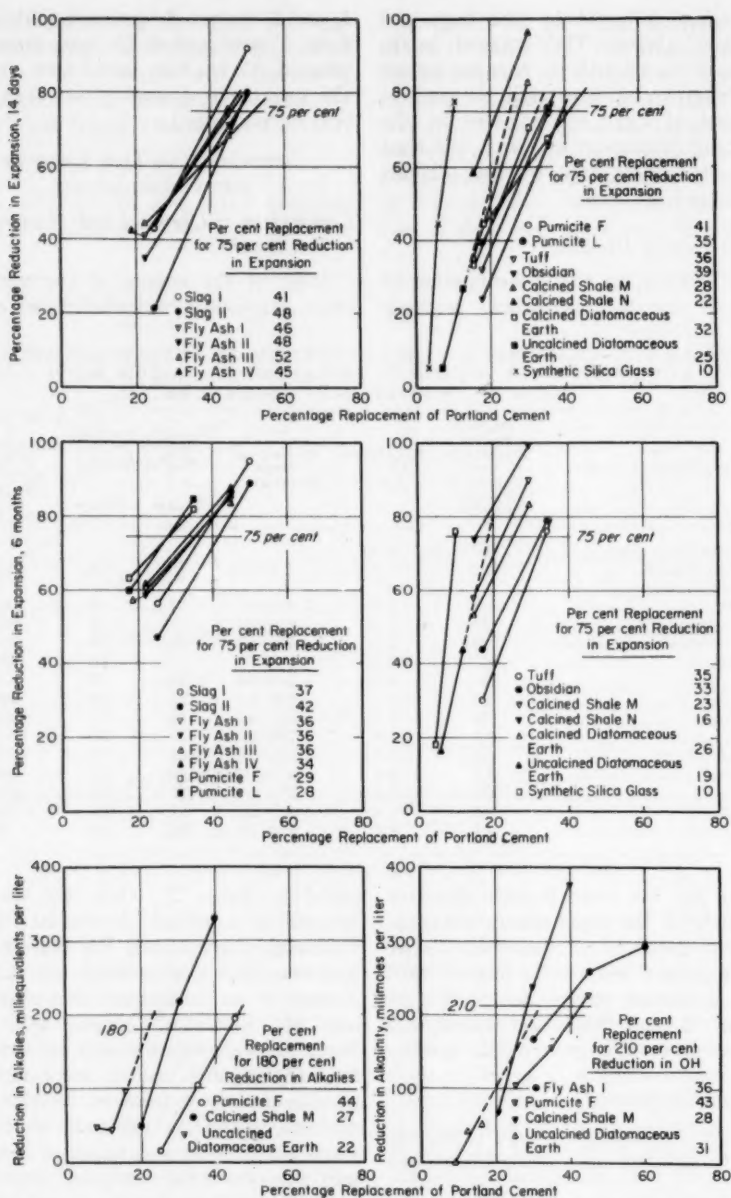 Percentage Reduction in Expansion, 14 days
100
80
60
40
20
0
75 per cent
Per cent Replacement
for 75 per cent Reduction
in Expansion
Slag I 41
Slag II 48
Fly Ash I 46
Fly Ash II 48
Fly Ash III 52
Fly Ash IV 45
0 20 40 60 80
100
80
60
40
20
0
75 per cent
Per cent Replacement
for 75 per cent Reduction
in Expansion
Pumicite F 41
Pumicite L 35
Tuff 36
Obsidian 39
Calcined Shale M 28
Calcined Shale N 22
Calcined Diatomaceous
Earth 32
Uncalcined Diatomaceous
Earth 25
Synthetic Silica Glass 10
0 20 40 60 80
Percentage Replacement of Portland Cement
Percentage Reduction in Expansion, 6 months
100
80
60
40
20
0
75 per cent
Per cent Replacement
for 75 per cent Reduction
in Expansion
Slag I 37
Slag II 42
Fly Ash I 36
Fly Ash II 36
Fly Ash III 36
Fly Ash IV 34
Pumicite F 29
Pumicite L 28
0 20 40 60 80
100
80
60
40
20
0
75 per cent
Per cent Replacement
for 75 per cent Reduction
in Expansion
Tuff 35
Obsidian 33
Calcined Shale M 23
Calcined Shale N 16
Calcined Diatomaceous
Earth 26
Uncalcined Diatomaceous
Earth 19
Synthetic Silica Glass 10
0 20 40 60 80
Percentage Replacement of Portland Cement
Reduction in Alkalies, milliequivalents per liter
400
300
200
100
0
180
Per cent
Replacement
for 180 per cent
Reduction in Alkalies
Pumicite F 44
Calcined Shale M 27
Uncalcined
Diatomaceous Earth 22
0 20 40 60 80
Reduction in Alkalinity, millimoles per liter
400
300
200
100
0
210
Per cent
Replacement
for 210 per cent
Reduction in OH
Fly Ash I 36
Pumicite F 43
Calcined Shale M 28
Uncalcined Diatomaceous
Earth 31
0 20 40 60 80
Percentage Replacement of Portland Cement